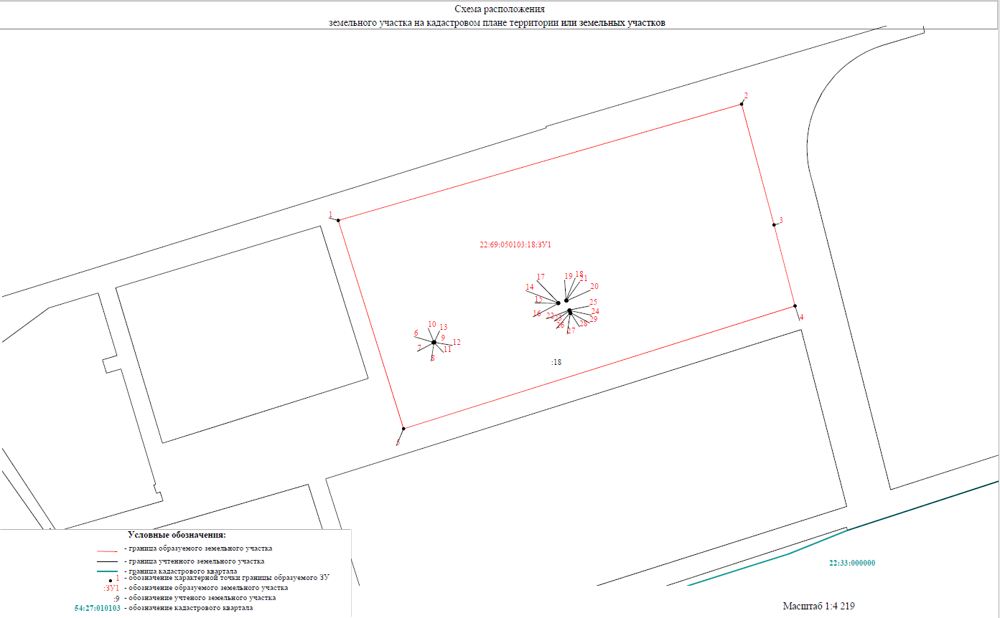 Схема расположения
земельного участка на кадастровом плане территории или земельных участков
2
1
3
22:69:050103:18:ЗУ1
17
19
18
21
14
20
15
25
16
22
23
24
29
26
28
27
10
13
6
9
12
7
11
8
4
:18
5
Условные обозначения:
- граница образуемого земельного участка
- граница учтенного земельного участка
- граница кадастрового квартала
1 - обозначение характерной точки границы образуемого ЗУ
:ЗУ1 - обозначение образуемого земельного участка
:9 - обозначение учтеного земельного участка
54:27:010103 - обозначение кадастрового квартала
22:33:000000
Масштаб 1:4 219